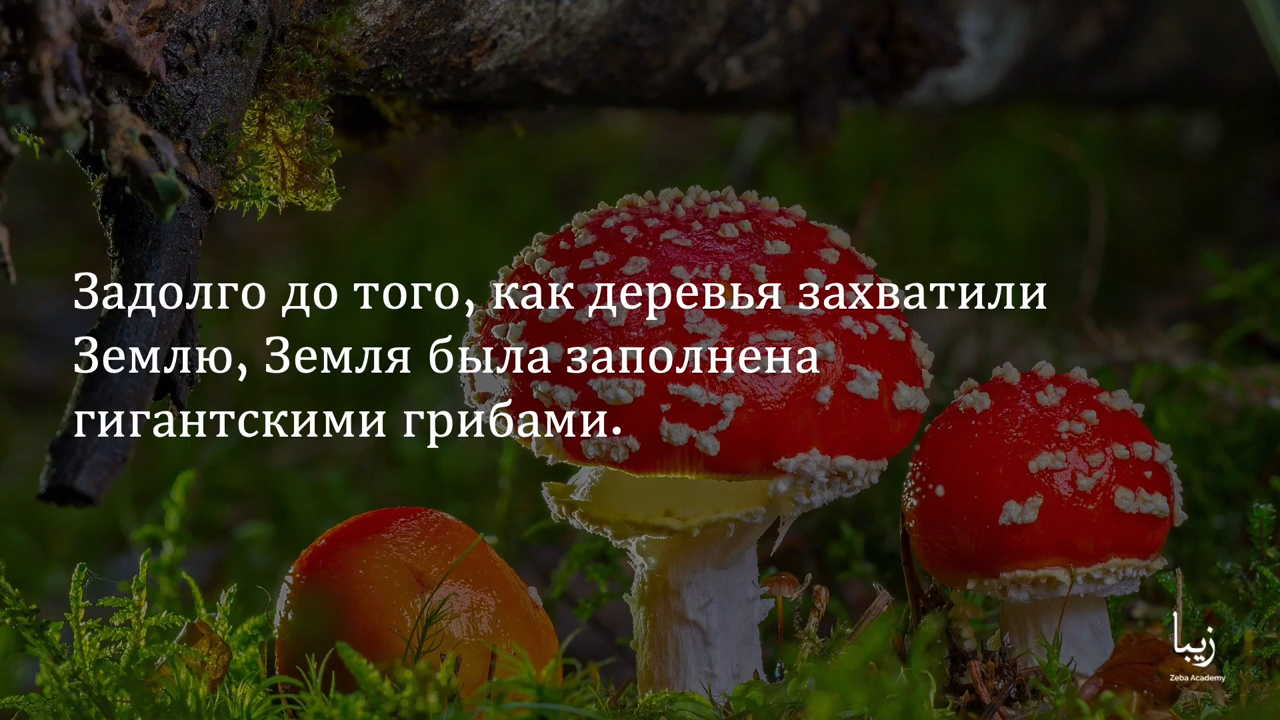 Задолго до того, как деревья захватили
Землю, Земля была заполнена
гигантскими грибами.
زیبا
Zeba Academy